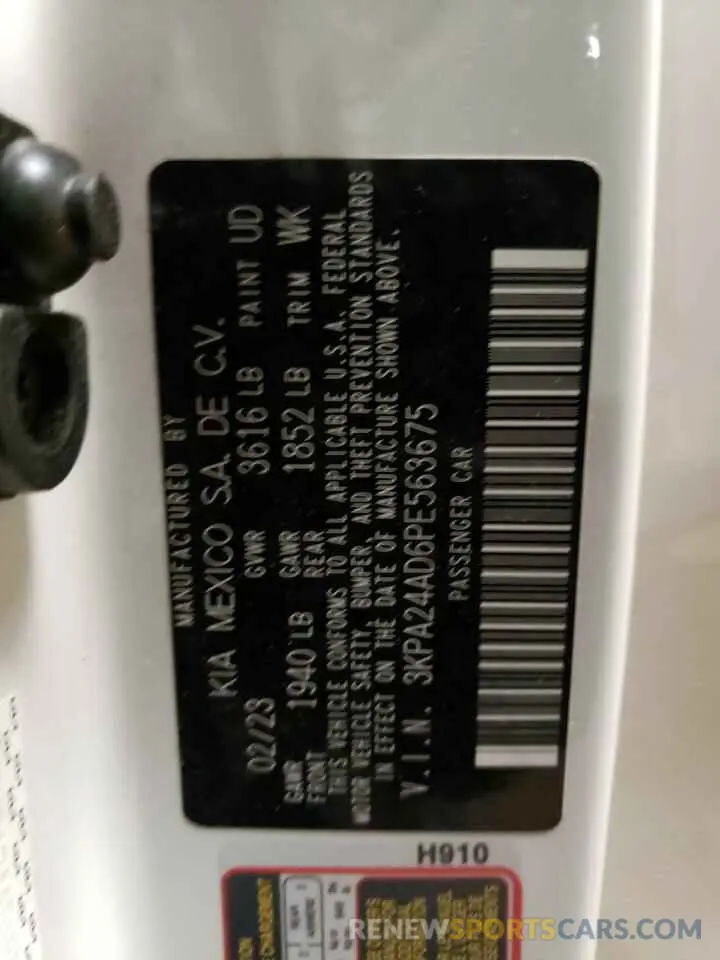 MANUFACTURED BY
KIA MEXICO S.A. DE C.V.
02/23 GVWR 3616 LB PAINT UD
GAWR FRONT 1940 LB GAWR REAR 1852 LB TRIM WK
THIS VEHICLE CONFORMS TO ALL APPLICABLE U.S.A. FEDERAL
MOTOR VEHICLE SAFETY, BUMPER, AND THEFT PREVENTION STANDARDS
IN EFFECT ON THE DATE OF MANUFACTURE SHOWN ABOVE.
V.I.N. 3KPA24AD6PE563675
PASSENGER CAR
H910
RENEWSPORTSCARS.COM